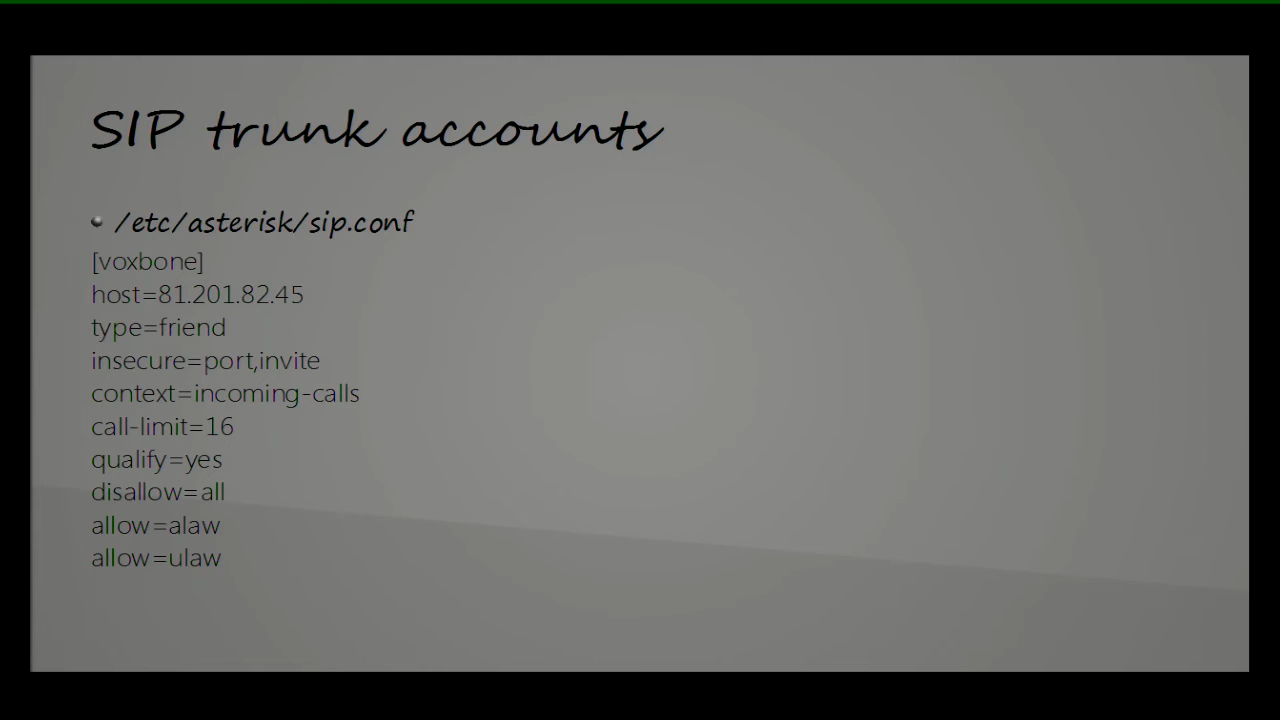 SIP trunk accounts
/etc/asterisk/sip.conf
[voxbone]
host=81.201.82.45
type=friend
insecure=port,invite
context=incoming-calls
call-limit=16
qualify=yes
disallow=all
allow=alaw
allow=ulaw